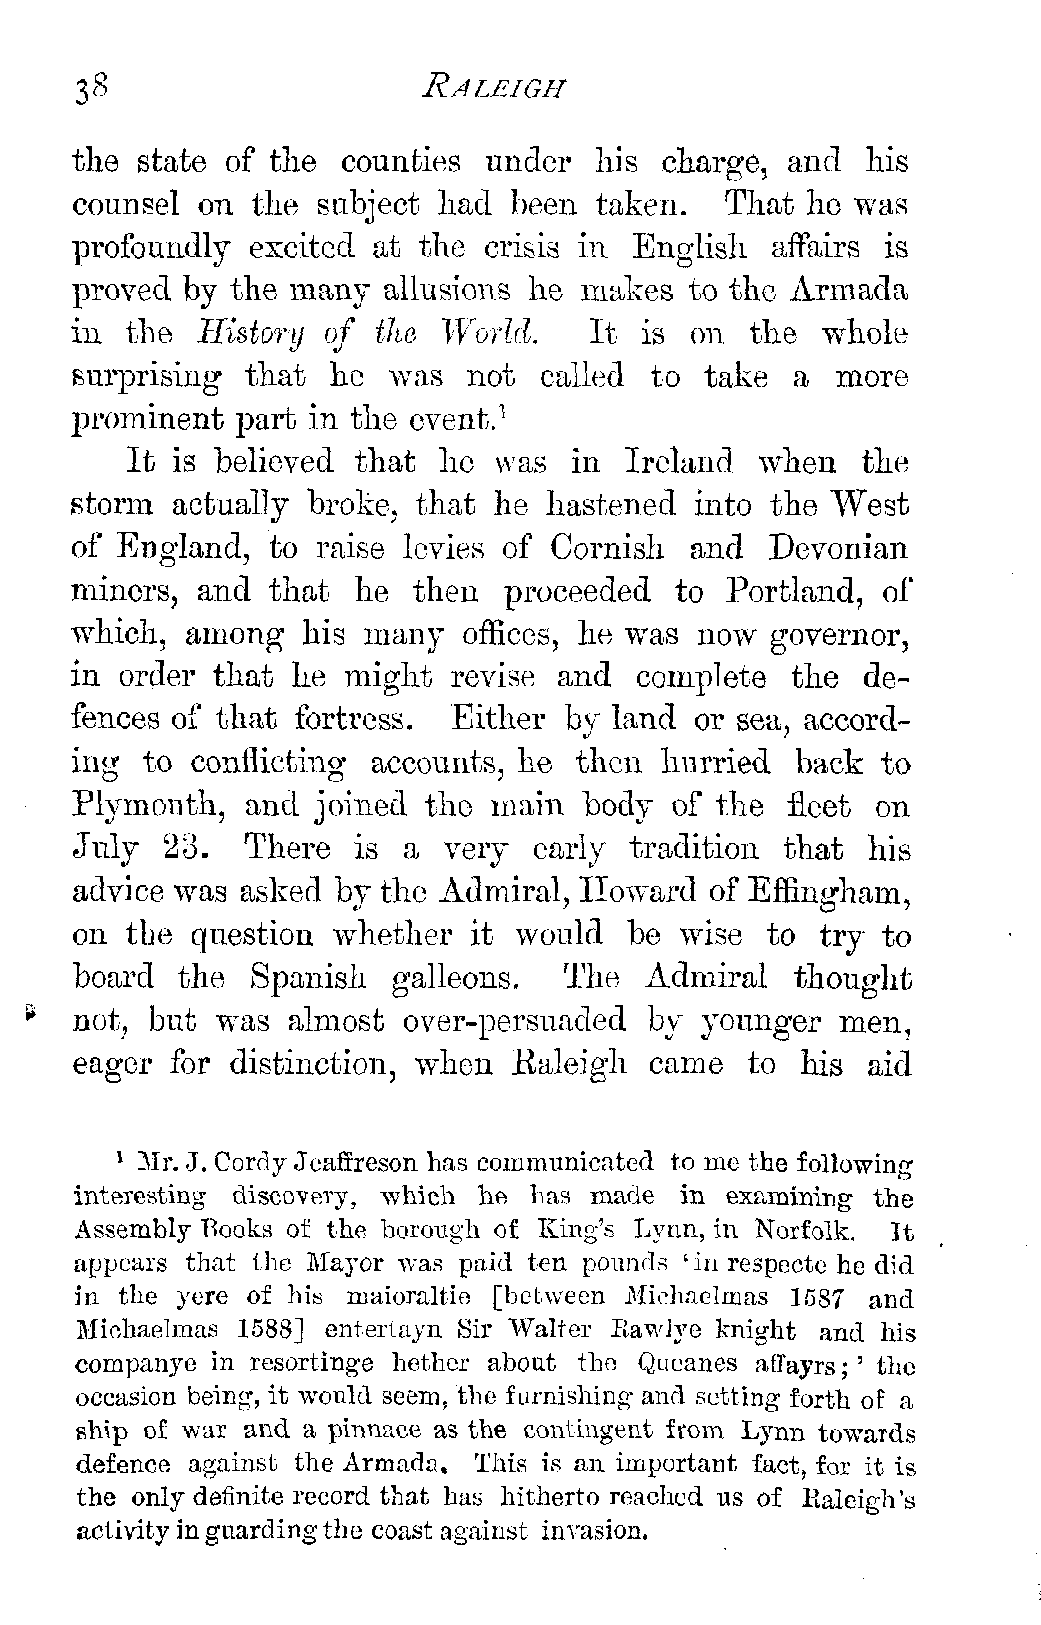 38 RALEIGH
the state of the counties under his charge, and his
counsel on the subject had been taken. That he was
profoundly excited at the crisis in English affairs is
proved by the many allusions he makes to the Armada
in the History of the World. It is on the whole
surprising that he was not called to take a more
prominent part in the event.¹
It is believed that he was in Ireland when the
storm actually broke, that he hastened into the West
of England, to raise levies of Cornish and Devonian
miners, and that he then proceeded to Portland, of
which, among his many offices, he was now governor,
in order that he might revise and complete the de-
fences of that fortress. Either by land or sea, accord-
ing to conflicting accounts, he then hurried back to
Plymouth, and joined the main body of the fleet on
July 23. There is a very early tradition that his
advice was asked by the Admiral, Howard of Effingham,
on the question whether it would be wise to try to
board the Spanish galleons. The Admiral thought
not, but was almost over-persuaded by younger men,
eager for distinction, when Raleigh came to his aid
¹ Mr. J. Cordy Jeaffreson has communicated to me the following
interesting discovery, which he has made in examining the
Assembly Books of the borough of King's Lynn, in Norfolk. It
appears that the Mayor was paid ten pounds 'in respecte he did
in the yere of his maioraltie [between Michaelmas 1587 and
Michaelmas 1588] entertayn Sir Walter Rawlye knight and his
companye in resortinge hether about the Queanes affayrs;' the
occasion being, it would seem, the furnishing and setting forth of a
ship of war and a pinnace as the contingent from Lynn towards
defence against the Armada. This is an important fact, for it is
the only definite record that has hitherto reached us of Raleigh's
activity in guarding the coast against invasion.